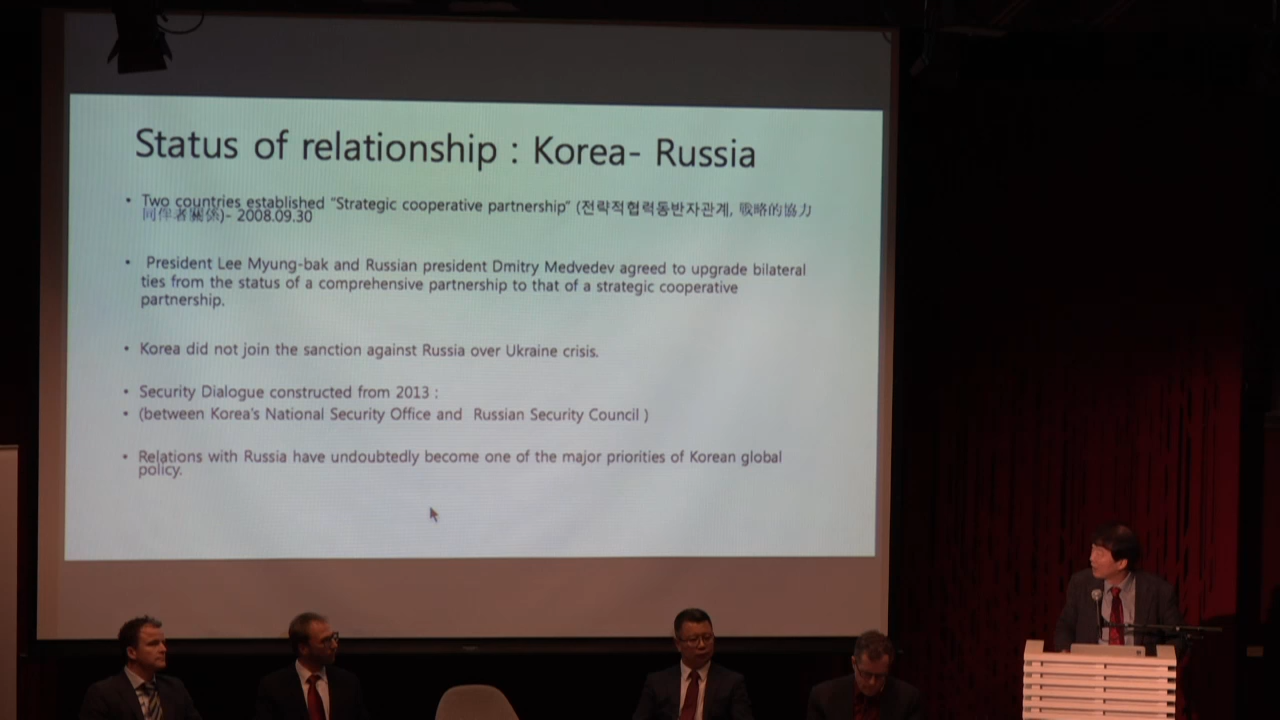 Status of relationship : Korea- Russia
• Two countries established "Strategic cooperative partnership" (전략적협력동반자관계, 戰略的協力
同伴者關係)- 2008.09.30
• President Lee Myung-bak and Russian president Dmitry Medvedev agreed to upgrade bilateral
ties from the status of a comprehensive partnership to that of a strategic cooperative
partnership.
• Korea did not join the sanction against Russia over Ukraine crisis.
• Security Dialogue constructed from 2013 :
• (between Korea's National Security Office and Russian Security Council )
• Relations with Russia have undoubtedly become one of the major priorities of Korean global
policy.